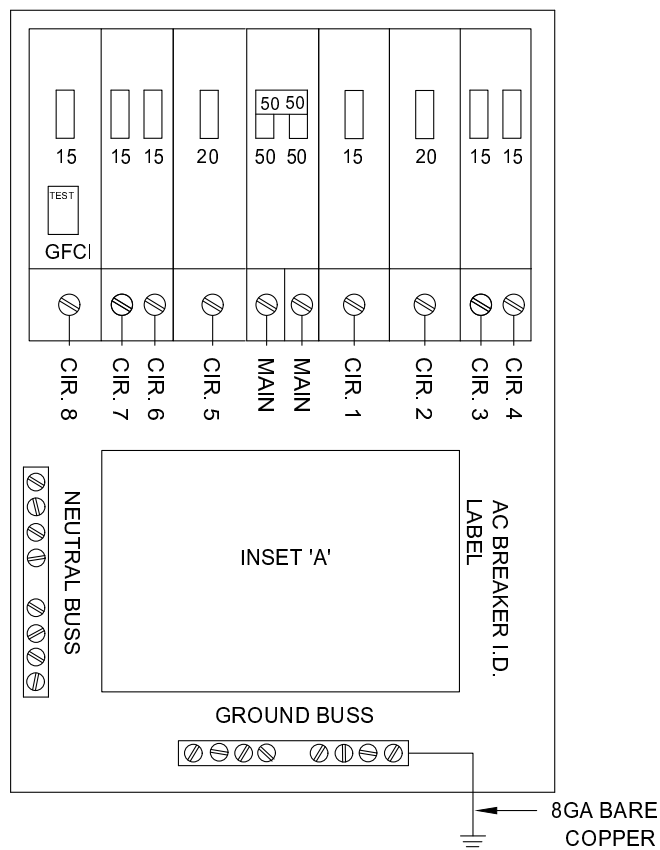 50 50
15 15 15 20 50 50 15 20 15 15
TEST
GFCI
CIR. 8
CIR. 7
CIR. 6
CIR. 5
MAIN
MAIN
CIR. 1
CIR. 2
CIR. 3
CIR. 4
NEUTRAL BUSS
INSET 'A'
AC BREAKER I.D.
LABEL
GROUND BUSS
8GA BARE
COPPER